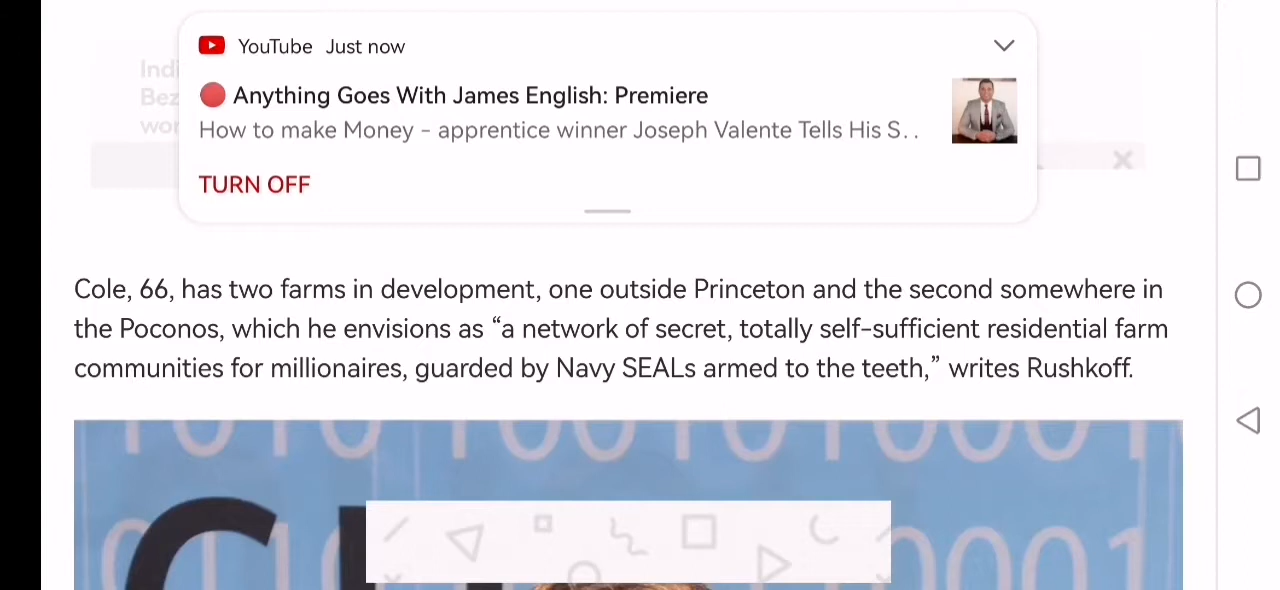 YouTube Just now
Anything Goes With James English: Premiere
How to make Money - apprentice winner Joseph Valente Tells His S..
TURN OFF
Cole, 66, has two farms in development, one outside Princeton and the second somewhere in
the Poconos, which he envisions as “a network of secret, totally self-sufficient residential farm
communities for millionaires, guarded by Navy SEALs armed to the teeth,” writes Rushkoff.